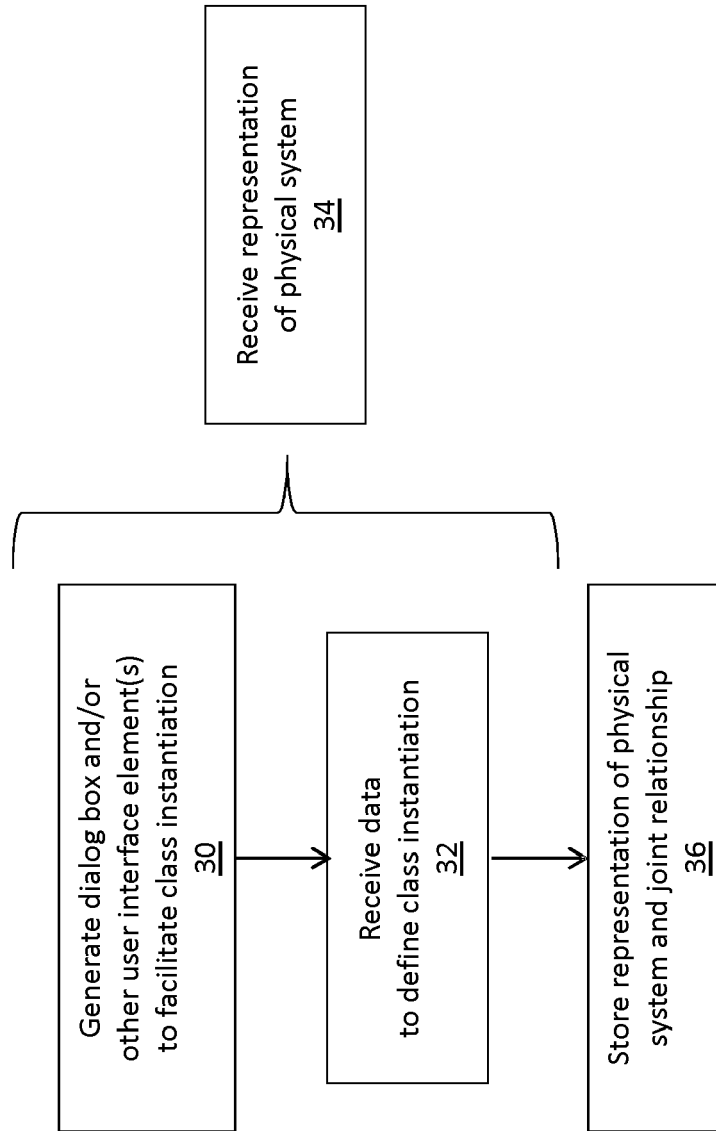 Generate dialog box and/or
other user interface element(s)
to facilitate class instantiation
30
Receive data
to define class instantiation
32
Receive representation
of physical system
34
Store representation of physical
system and joint relationship
36